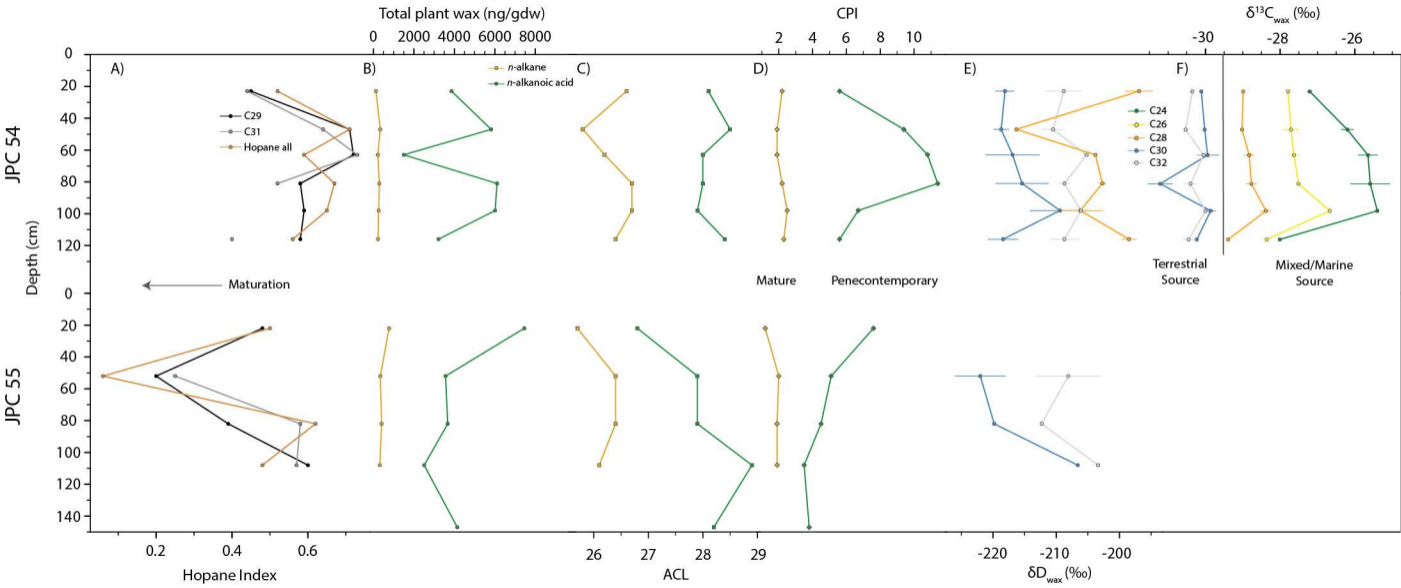 Total plant wax (ng/gdw)
CPI
δ¹³Cwax (‰)
0 2000 4000 6000 8000
2 4 6 8 10
-30 -28 -26
A)
B)
C)
D)
E)
F)
n-alkane
n-alkanoic acid
C29
C31
Hopane all
C24
C26
C28
C30
C32
JPC 54
0
20
40
60
80
100
120
Depth (cm)
Maturation
Mature
Penecontemporary
Terrestrial
Source
Mixed/Marine
Source
JPC 55
0
20
40
60
80
100
120
140
0.2 0.4 0.6
26 27 28 29
-220 -210 -200
Hopane Index
ACL
δDwax (‰)